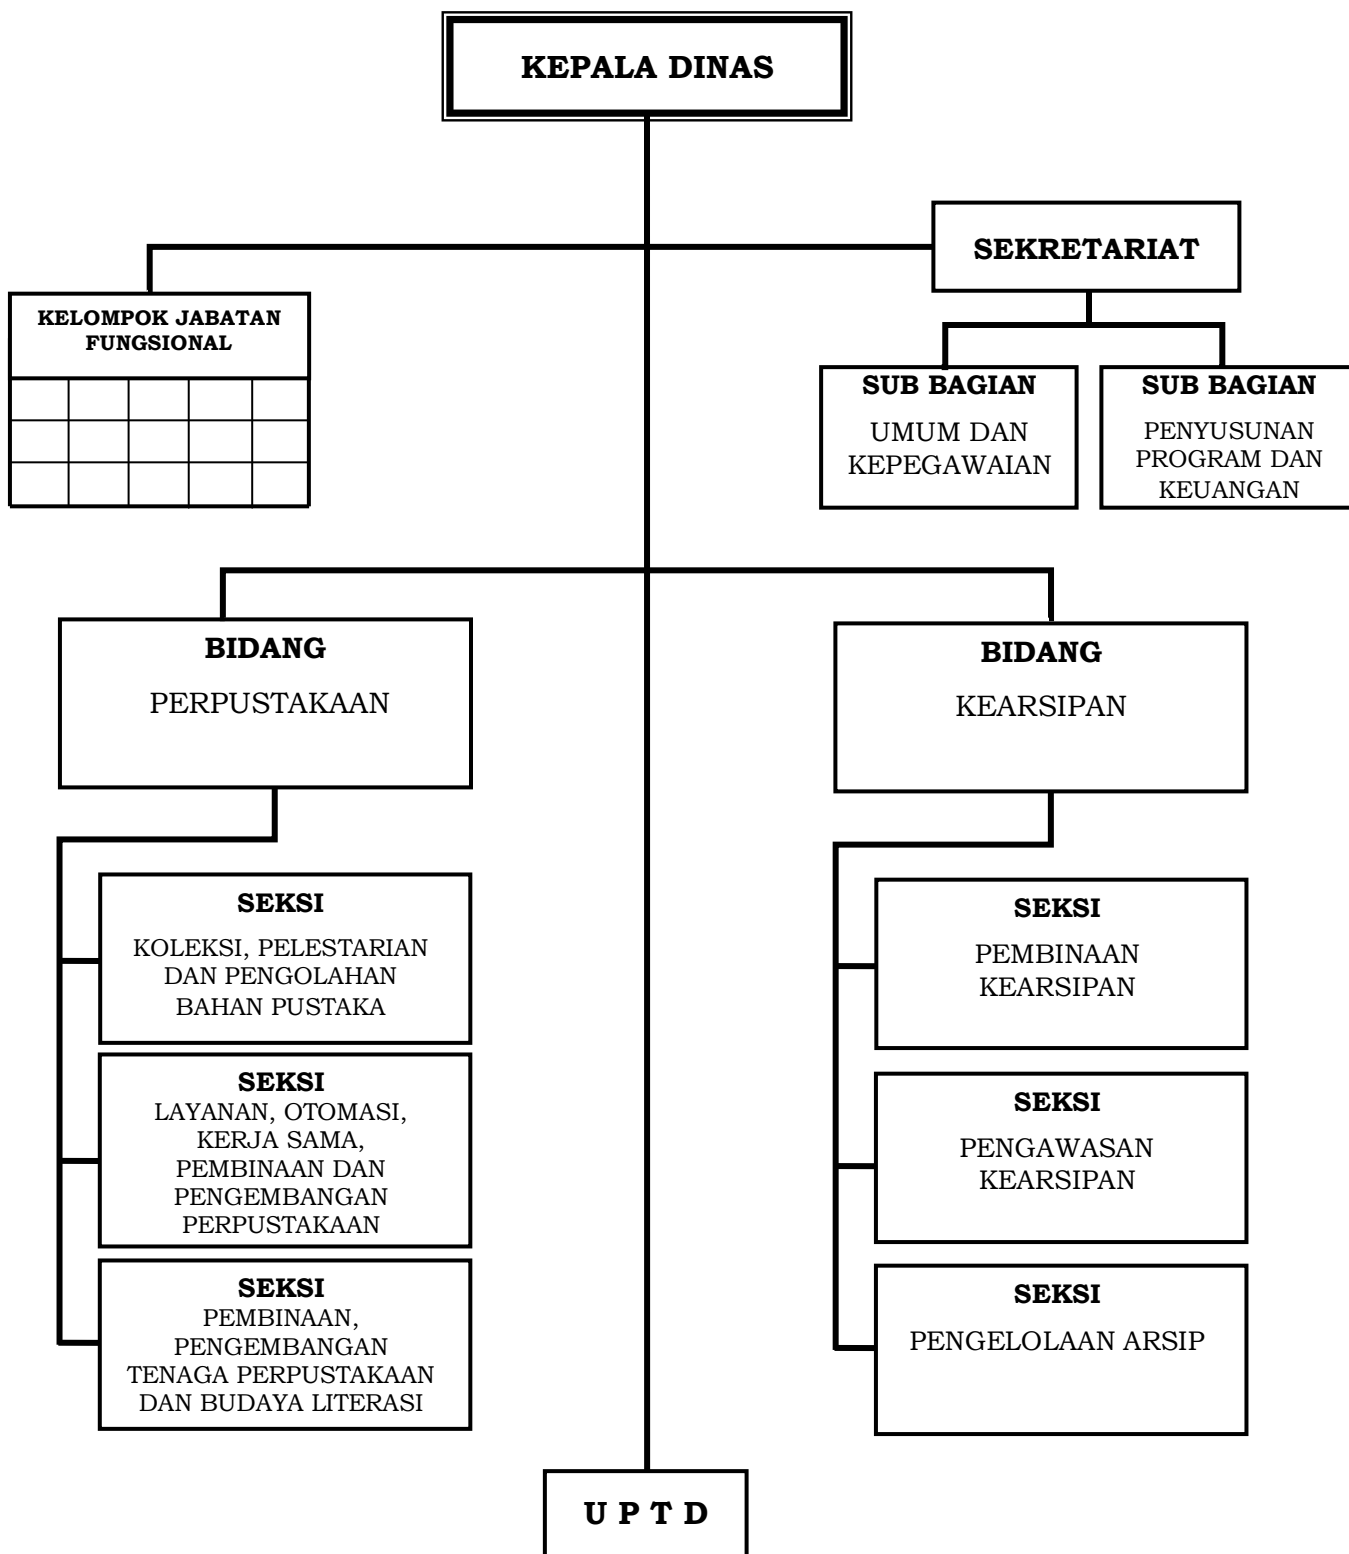 KEPALA DINAS
SEKRETARIAT
KELOMPOK JABATAN
FUNGSIONAL
SUB BAGIAN
UMUM DAN
KEPEGAWAIAN
SUB BAGIAN
PENYUSUNAN
PROGRAM DAN
KEUANGAN
BIDANG
PERPUSTAKAAN
BIDANG
KEARSIPAN
SEKSI
KOLEKSI, PELESTARIAN
DAN PENGOLAHAN
BAHAN PUSTAKA
SEKSI
LAYANAN, OTOMASI,
KERJA SAMA,
PEMBINAAN DAN
PENGEMBANGAN
PERPUSTAKAAN
SEKSI
PEMBINAAN,
PENGEMBANGAN
TENAGA PERPUSTAKAAN
DAN BUDAYA LITERASI
SEKSI
PEMBINAAN
KEARSIPAN
SEKSI
PENGAWASAN
KEARSIPAN
SEKSI
PENGELOLAAN ARSIP
U P T D